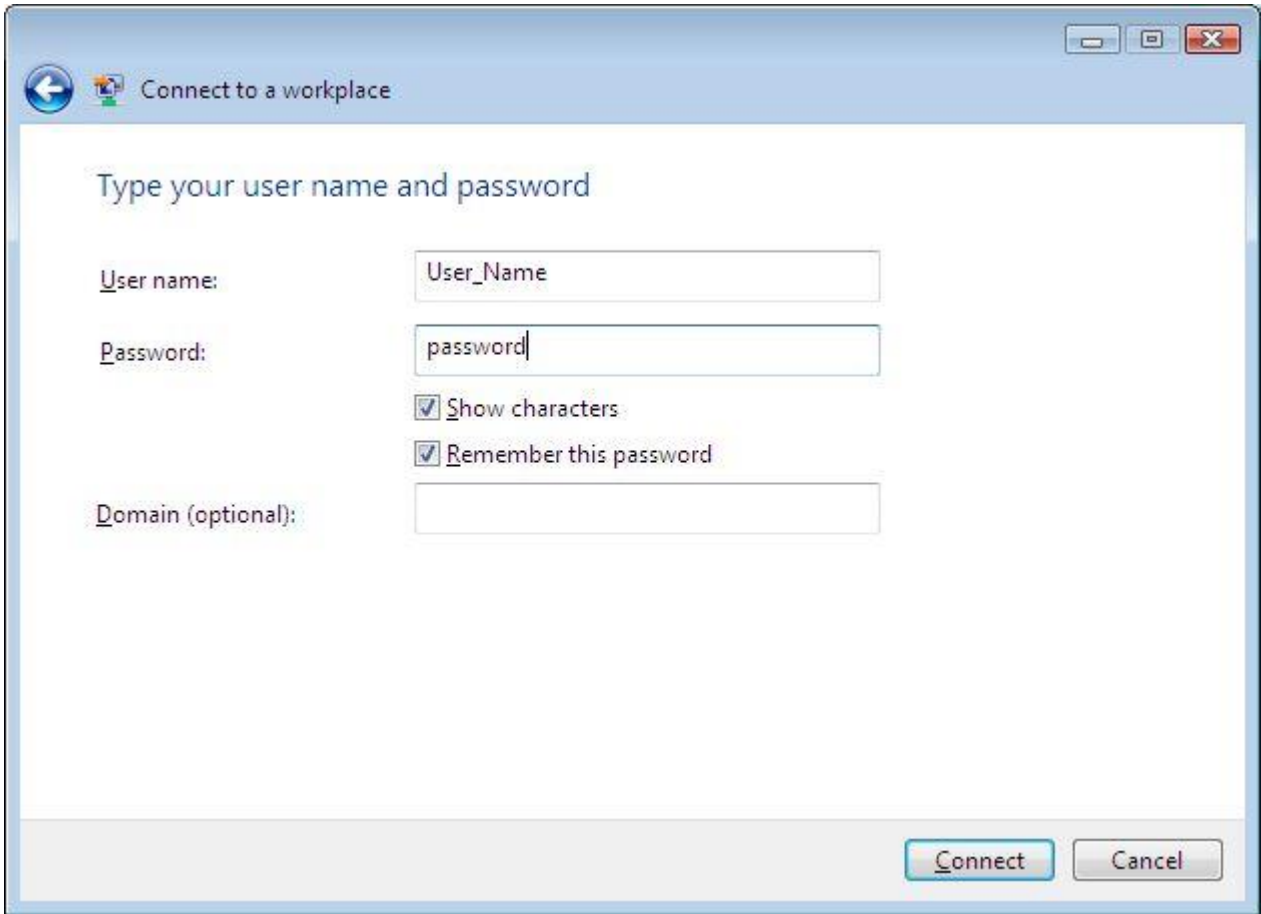 Connect to a workplace
Type your user name and password
User name: User_Name
Password: password
Show characters
Remember this password
Domain (optional):
Connect Cancel